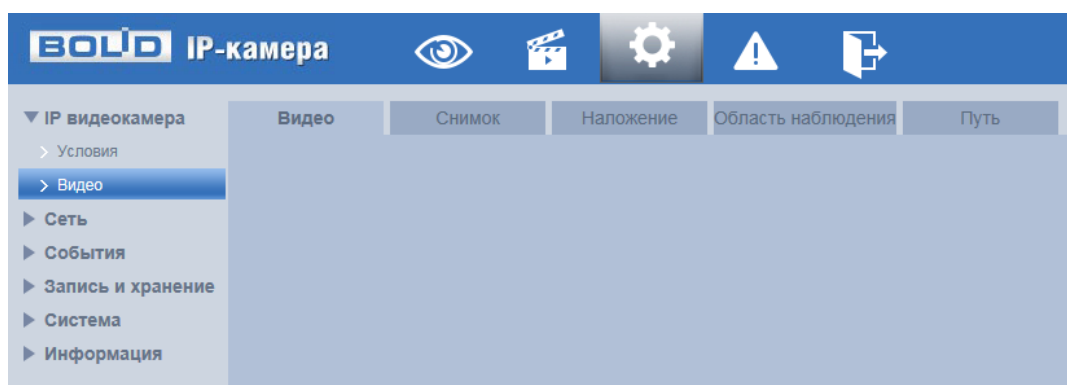 BOLID IP-камера
IP видеокамера
Видео
Снимок
Наложение
Область наблюдения
Путь
Условия
Видео
Сеть
События
Запись и хранение
Система
Информация